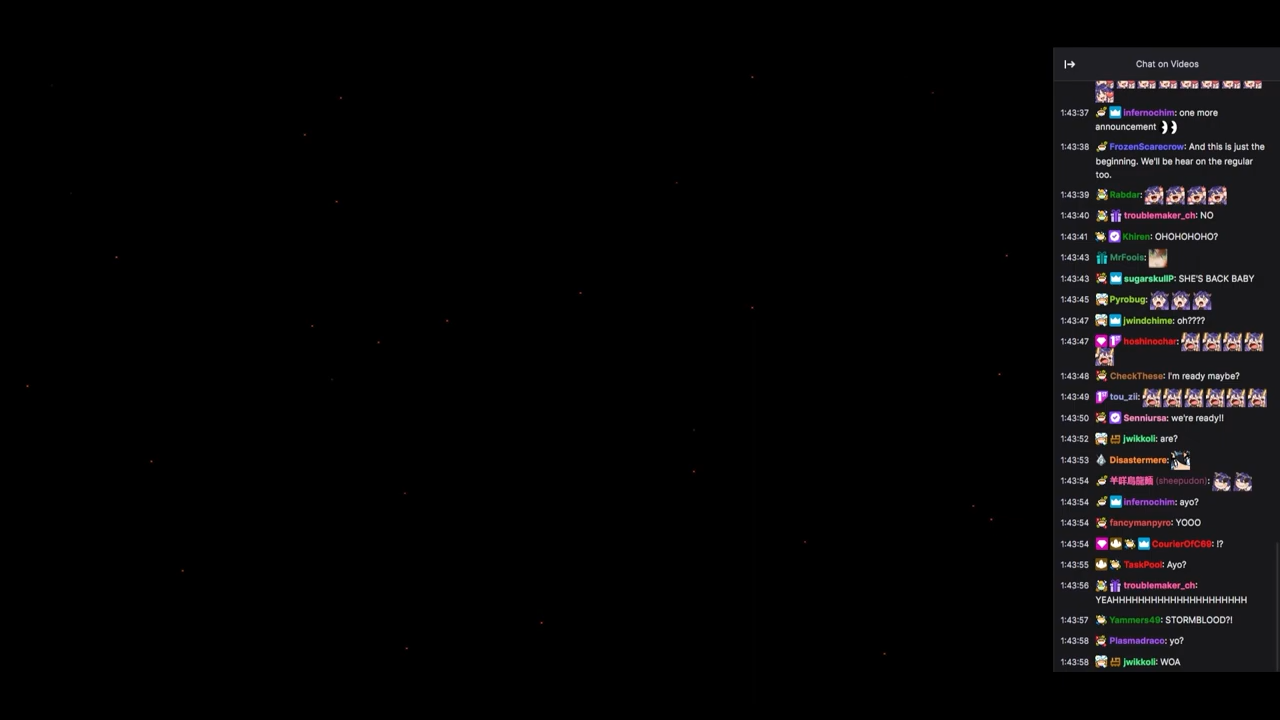 Chat on Videos
1:43:37 infernochim: one more
announcement
1:43:38 FrozenScarecrow: And this is just the
beginning. We'll be hear on the regular
too.
1:43:39 Rabdar:
1:43:40 troublemaker_ch: NO
1:43:41 Khiren: OHOHOHOHO?
1:43:43 MrFoois:
1:43:43 sugarskullP: SHE'S BACK BABY
1:43:45 Pyrobug:
1:43:47 jwindchime: oh????
1:43:47 hoshinochar:
1:43:48 CheckThese: I'm ready maybe?
1:43:49 tou_zii:
1:43:50 Senniursa: we're ready!!
1:43:52 jwikkoli: are?
1:43:53 Disastermere:
1:43:54 (sheepudon):
1:43:54 infernochim: ayo?
1:43:54 fancymanpyro: YOOO
1:43:54 CourierOfC69: !?
1:43:55 TaskPool: Ayo?
1:43:56 troublemaker_ch:
YEAHHHHHHHHHHHHHHHHHHHHH
1:43:57 Yammers49: STORMBLOOD?!
1:43:58 Plasmadraco: yo?
1:43:58 jwikkoli: WOA